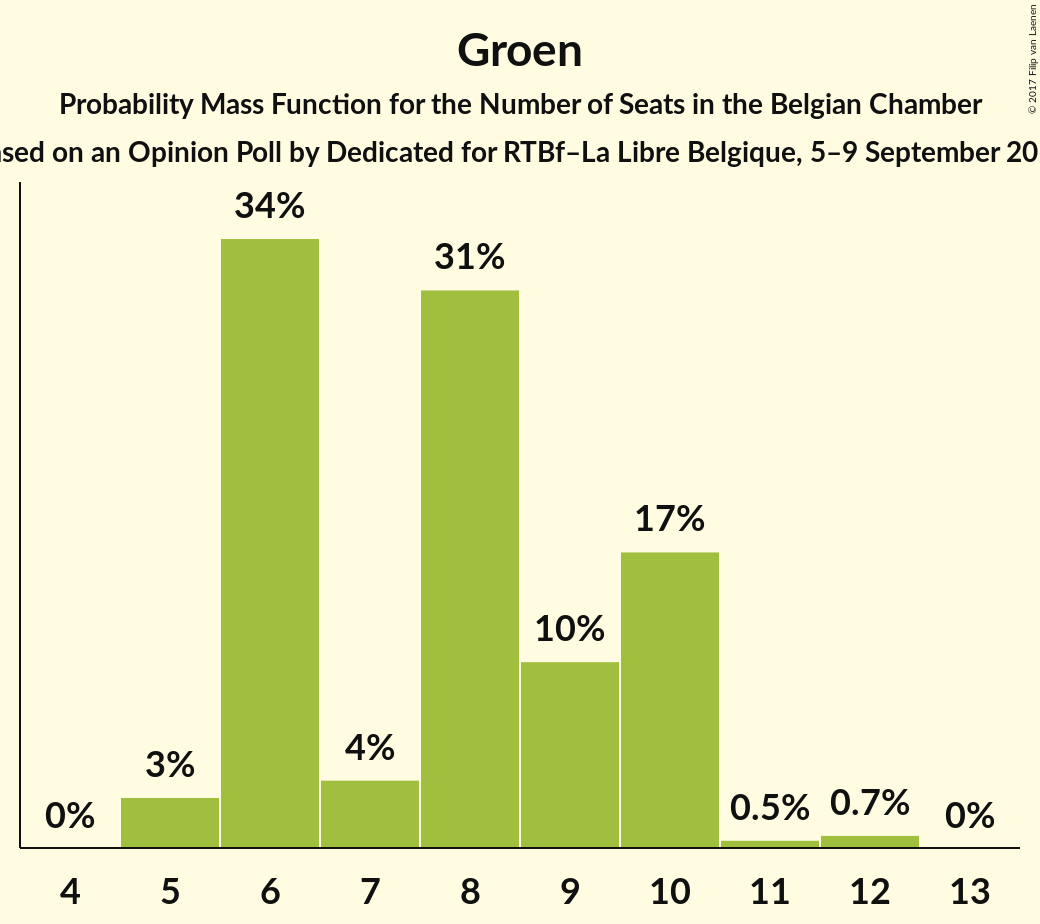 Groen
Probability Mass Function for the Number of Seats in the Belgian Chamber
on an Opinion Poll by Dedicated for RTBf–La Libre Belgique, 5–9 September
34%
31%
17%
10%
4%
3%
0%
0.5%
0.7%
0%
4 5 6 7 8 9 10 11 12 13
© 2017 Filip van Laenen